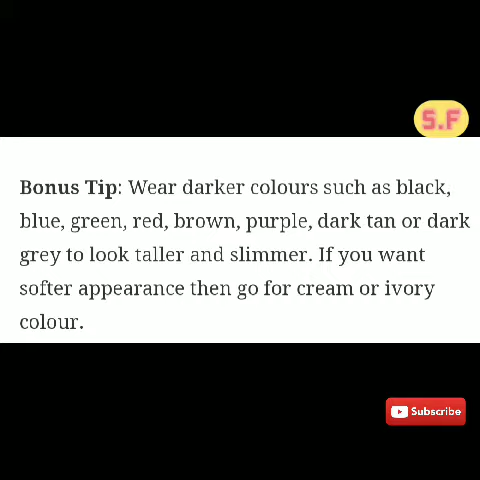 S.F
Bonus Tip: Wear darker colours such as black,
blue, green, red, brown, purple, dark tan or dark
grey to look taller and slimmer. If you want
softer appearance then go for cream or ivory
colour.
Subscribe